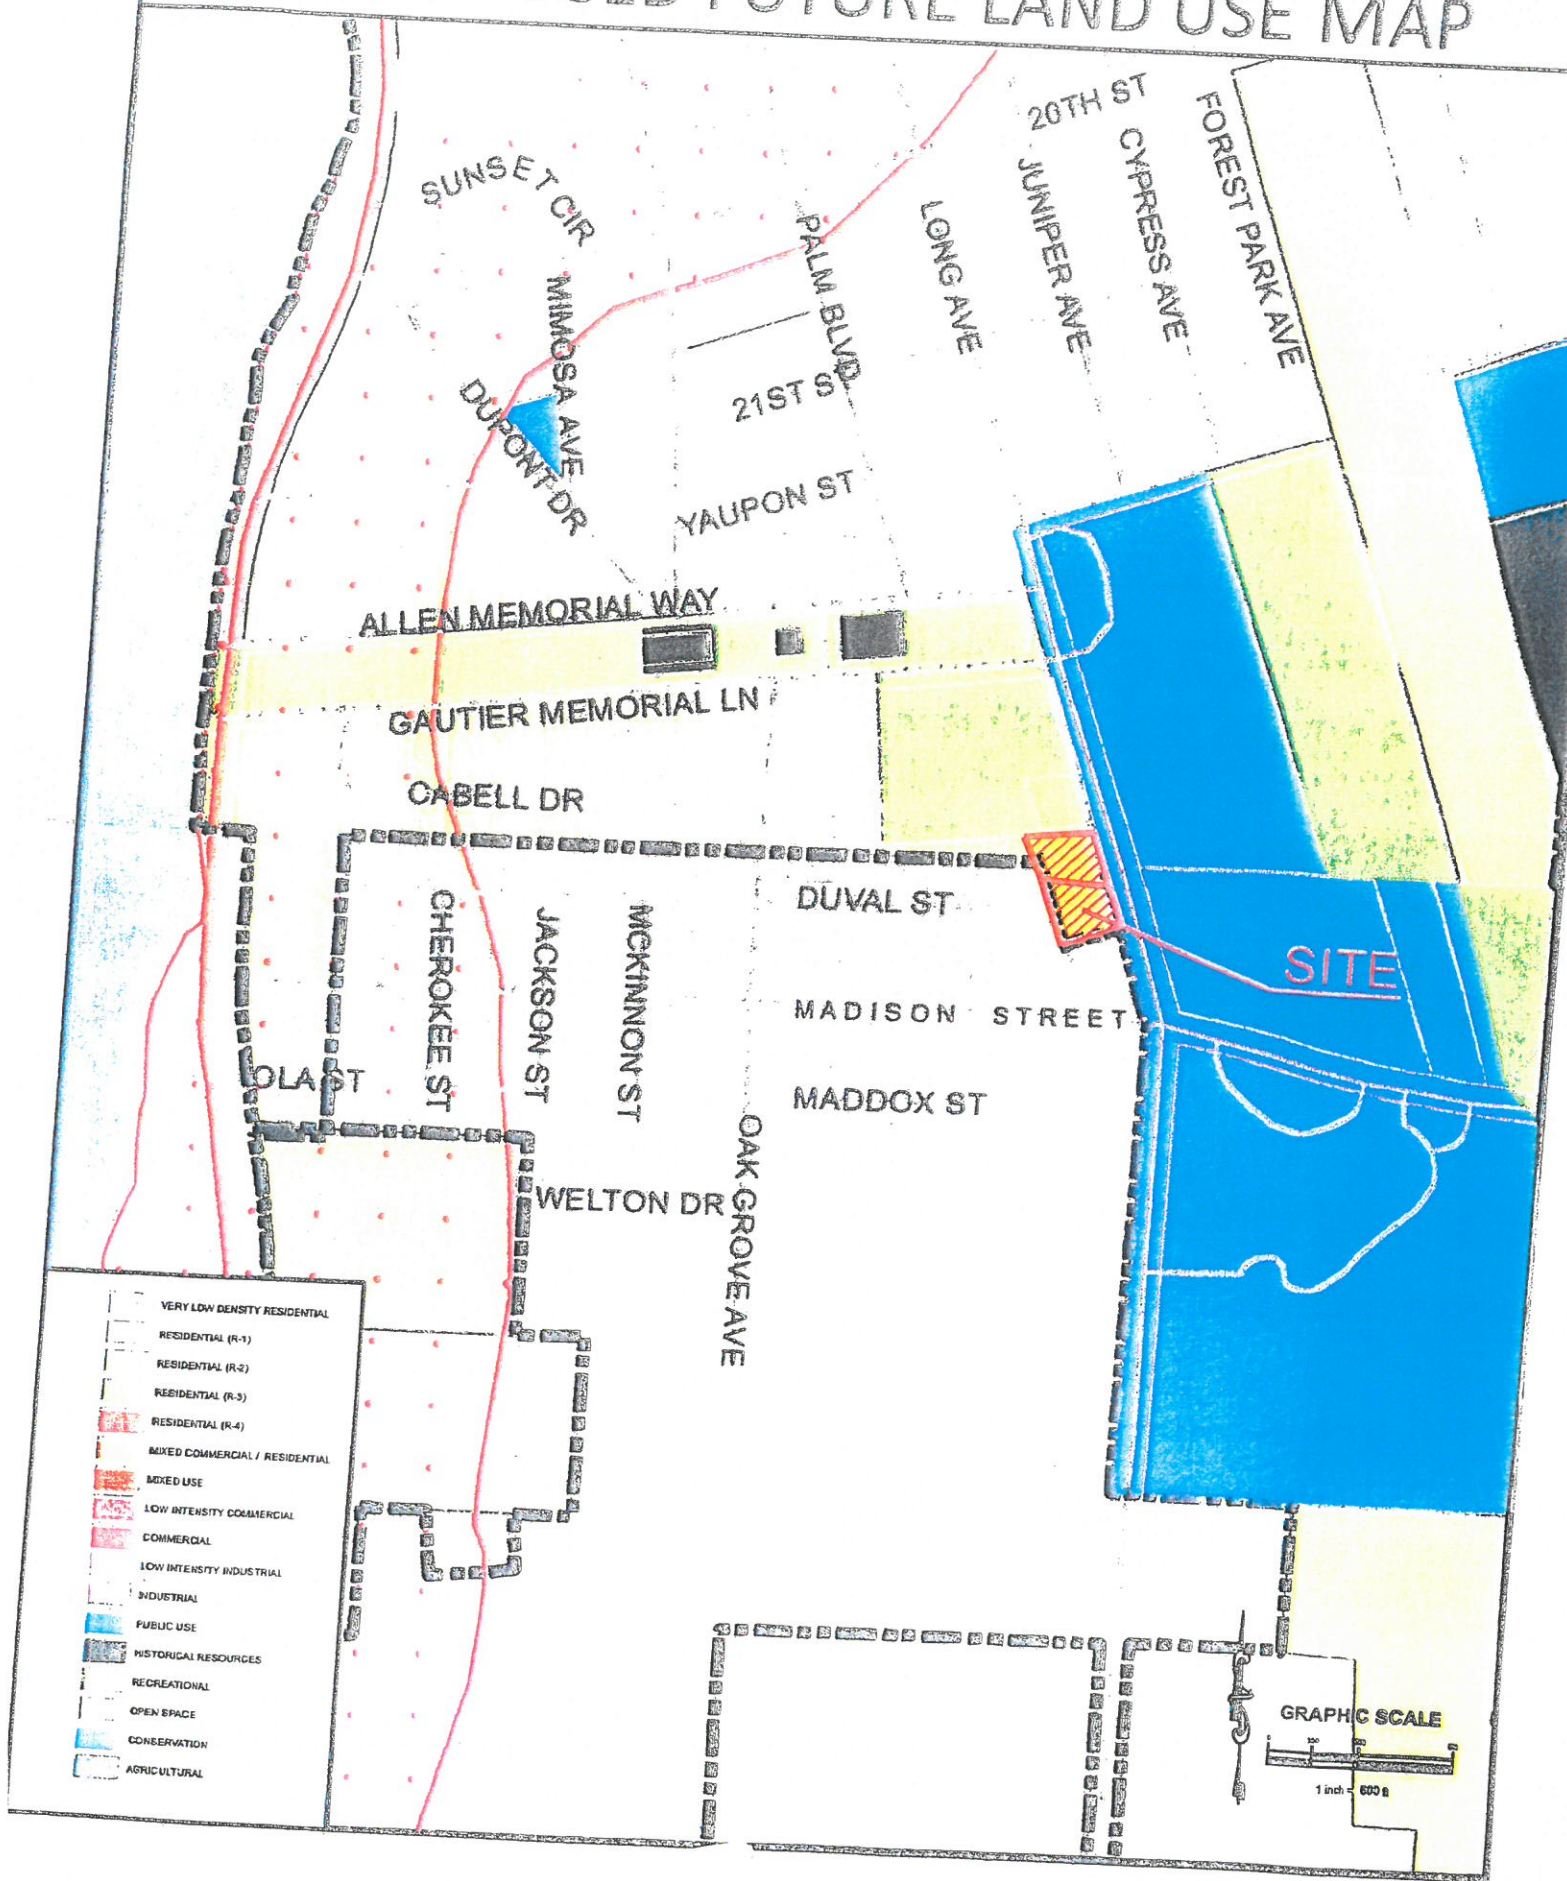 FUTURE LAND USE MAP
20TH ST
FOREST PARK AVE
CYPRESS AVE
JUNIPER AVE
SUNSET CIR
LONG AVE
PALM BLVD
MIMOSA AVE
21ST ST
DUPONT DR
YAUPON ST
ALLEN MEMORIAL WAY
GAUTIER MEMORIAL LN
CABELL DR
DUVAL ST
CHEROKEE ST
JACKSON ST
MCKINNON ST
SITE
MADISON STREET
OLA ST
MADDOX ST
OAK GROVE AVE
WELTON DR
VERY LOW DENSITY RESIDENTIAL
RESIDENTIAL (R-1)
RESIDENTIAL (R-2)
RESIDENTIAL (R-3)
RESIDENTIAL (R-4)
MIXED COMMERCIAL / RESIDENTIAL
MIXED USE
LOW INTENSITY COMMERCIAL
COMMERCIAL
LOW INTENSITY INDUSTRIAL
INDUSTRIAL
PUBLIC USE
HISTORICAL RESOURCES
RECREATIONAL
OPEN SPACE
CONSERVATION
AGRICULTURAL
GRAPHIC SCALE
1 inch = 600 ft